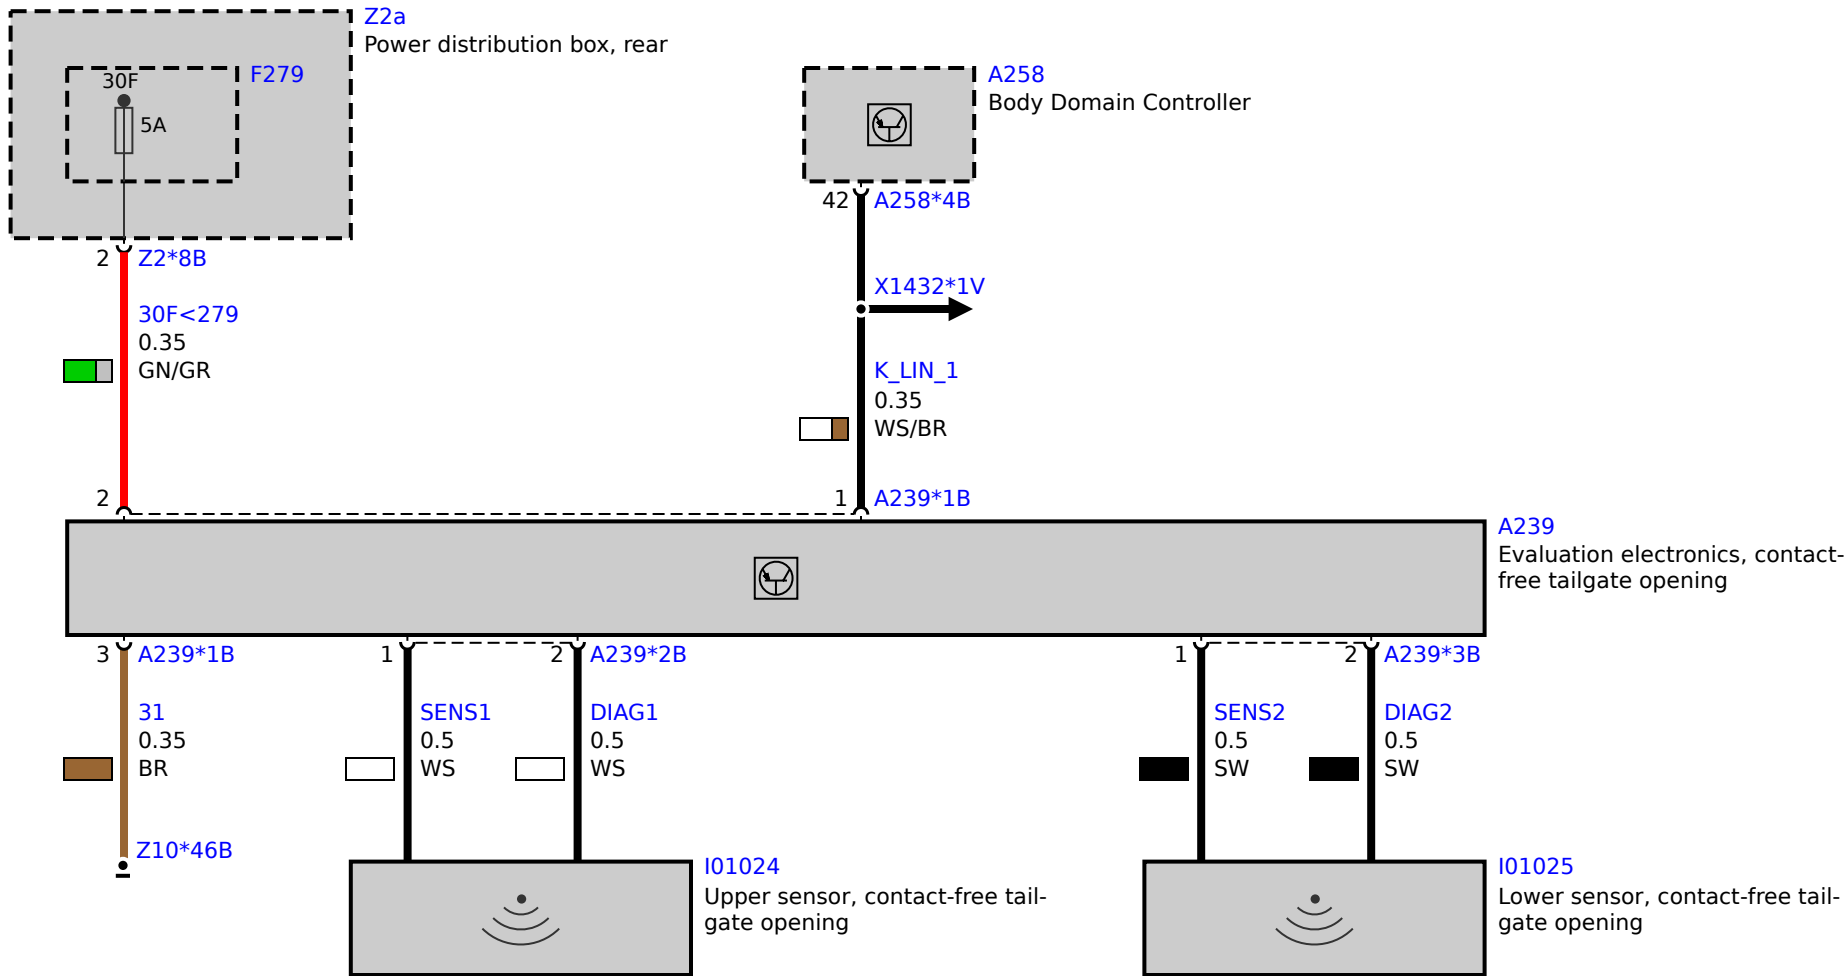 Z2a
Power distribution box, rear
F279
30F
5A
A258
Body Domain Controller
42 A258*4B
2 Z2*8B
X1432*1V
30F<279
0.35
GN/GR
K_LIN_1
0.35
WS/BR
2
1 A239*1B
A239
Evaluation electronics, contact-
free tailgate opening
3 A239*1B
1
2 A239*2B
1
2 A239*3B
31
0.35
BR
SENS1
0.5
WS
DIAG1
0.5
WS
SENS2
0.5
SW
DIAG2
0.5
SW
Z10*46B
I01024
Upper sensor, contact-free tail-
gate opening
I01025
Lower sensor, contact-free tail-
gate opening